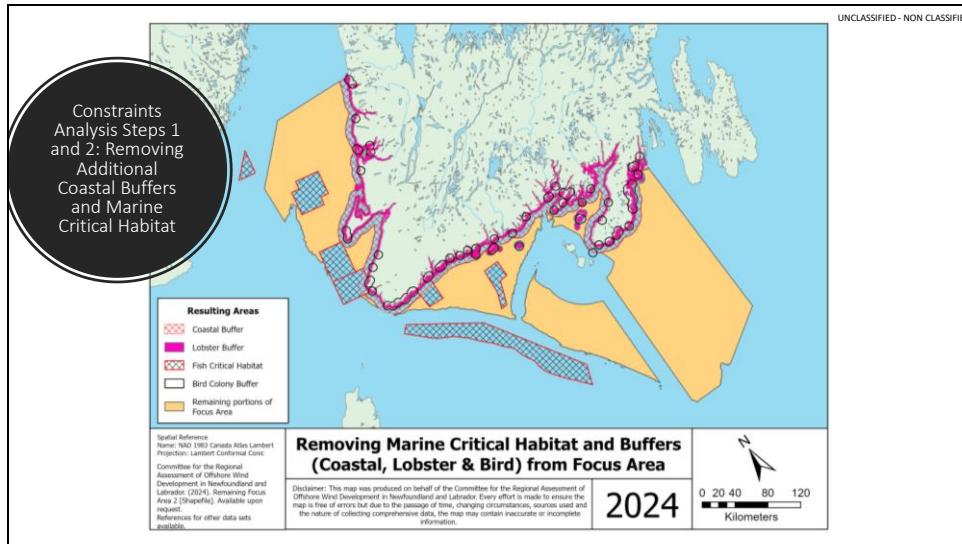 UNCLASSIFIED - NON CLASSIFIÉ
Constraints
Analysis Steps 1
and 2: Removing
Additional
Coastal Buffers
and Marine
Critical Habitat
Resulting Areas
Coastal Buffer
Lobster Buffer
Fish Critical Habitat
Bird Colony Buffer
Remaining portions of
Focus Area
Spatial Reference
Name: NAD 1983 Canada Atlas Lambert
Projection: Lambert Conformal Conic
Committee for the Regional
Assessment of Offshore Wind
Development in Newfoundland and
Labrador. (2024). Remaining Focus
Area 2 [Shapefile]. Available upon
request.
References for other data sets
available.
Removing Marine Critical Habitat and Buffers
(Coastal, Lobster & Bird) from Focus Area
Disclaimer: This map was produced on behalf of the Committee for the Regional Assessment of
Offshore Wind Development in Newfoundland and Labrador. Every effort is made to ensure the
map is free of errors but due to the passage of time, changing circumstances, sources used and
the nature of collecting comprehensive data, the map may contain inaccurate or incomplete
information.
2024
N
0 20 40 80 120
Kilometers